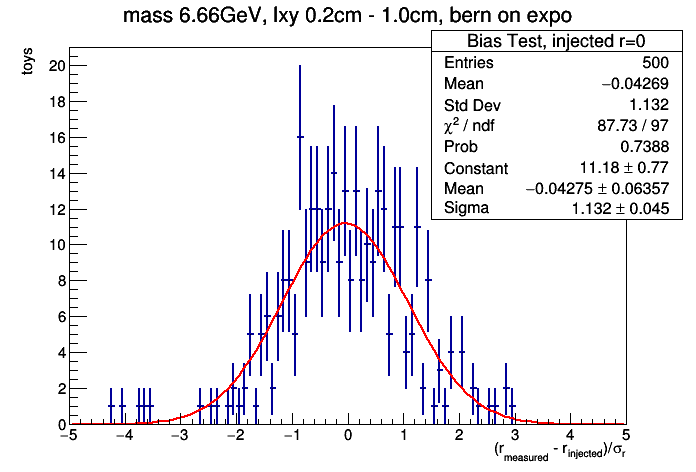 mass 6.66GeV, lxy 0.2cm - 1.0cm, bern on expo
toys
Bias Test, injected r=0
Entries 500
Mean −0.04269
Std Dev 1.132
χ² / ndf 87.73 / 97
Prob 0.7388
Constant 11.18 ± 0.77
Mean −0.04275 ± 0.06357
Sigma 1.132 ± 0.045
20
18
16
14
12
10
8
6
4
2
0
−5 −4 −3 −2 −1 0 1 2 3 4 5
(r_measured - r_injected)/σ_r